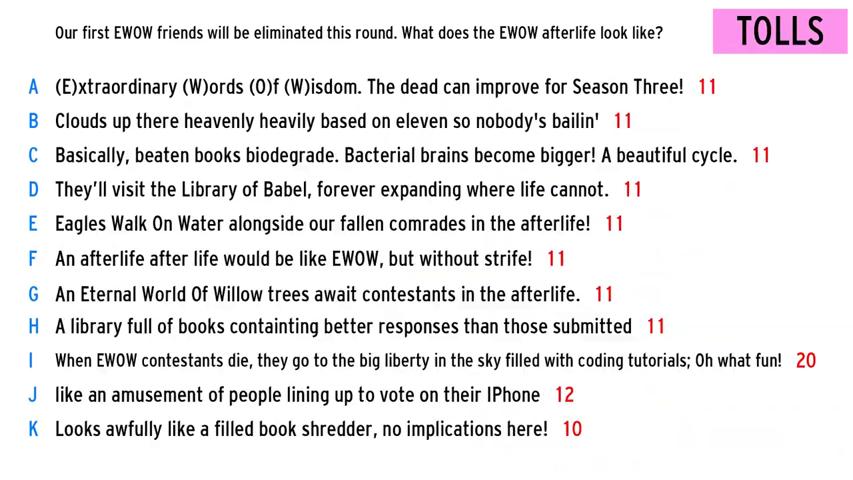 Our first EWOW friends will be eliminated this round. What does the EWOW afterlife look like?
TOLLS
A (E)xtraordinary (W)ords (O)f (W)isdom. The dead can improve for Season Three! 11
B Clouds up there heavenly heavily based on eleven so nobody's bailin' 11
C Basically, beaten books biodegrade. Bacterial brains become bigger! A beautiful cycle. 11
D They'll visit the Library of Babel, forever expanding where life cannot. 11
E Eagles Walk On Water alongside our fallen comrades in the afterlife! 11
F An afterlife after life would be like EWOW, but without strife! 11
G An Eternal World Of Willow trees await contestants in the afterlife. 11
H A library full of books containting better responses than those submitted 11
I When EWOW contestants die, they go to the big liberty in the sky filled with coding tutorials; Oh what fun! 20
J like an amusement of people lining up to vote on their IPhone 12
K Looks awfully like a filled book shredder, no implications here! 10